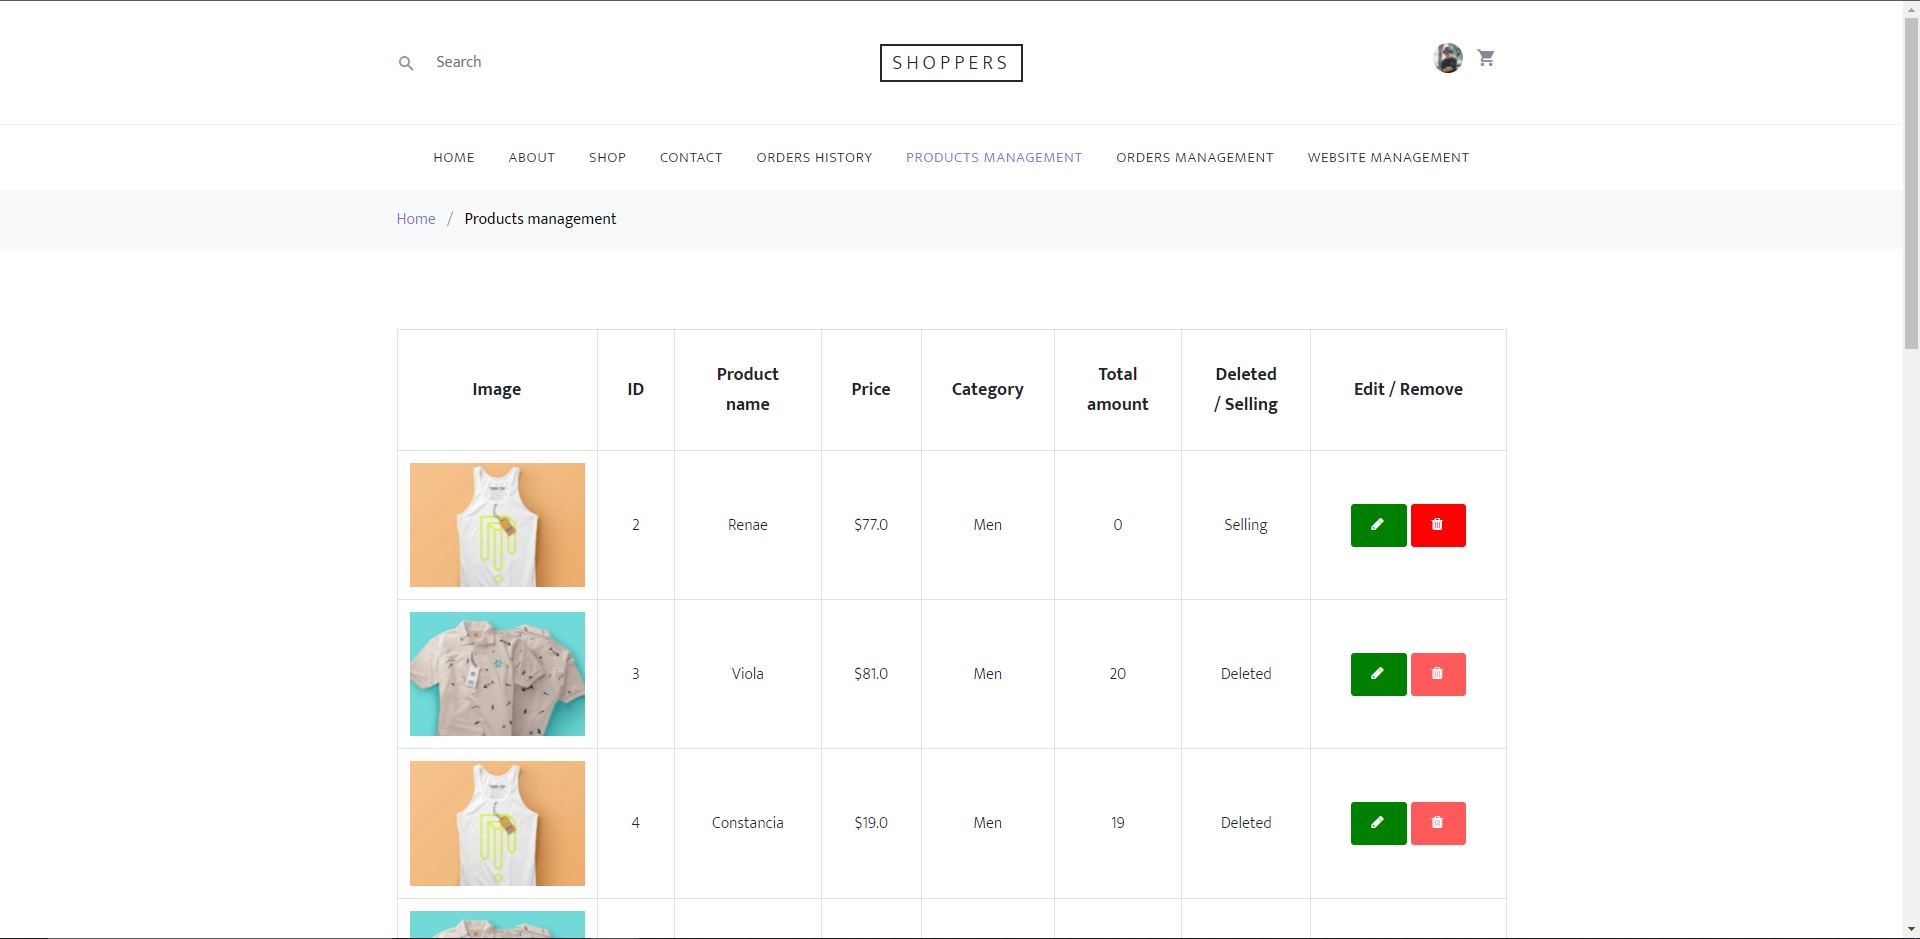 Search
SHOPPERS
HOME ABOUT SHOP CONTACT ORDERS HISTORY PRODUCTS MANAGEMENT ORDERS MANAGEMENT WEBSITE MANAGEMENT
Home / Products management
Image ID Product name Price Category Total amount Deleted / Selling Edit / Remove
2 Renae $77.0 Men 0 Selling
3 Viola $81.0 Men 20 Deleted
4 Constancia $19.0 Men 19 Deleted